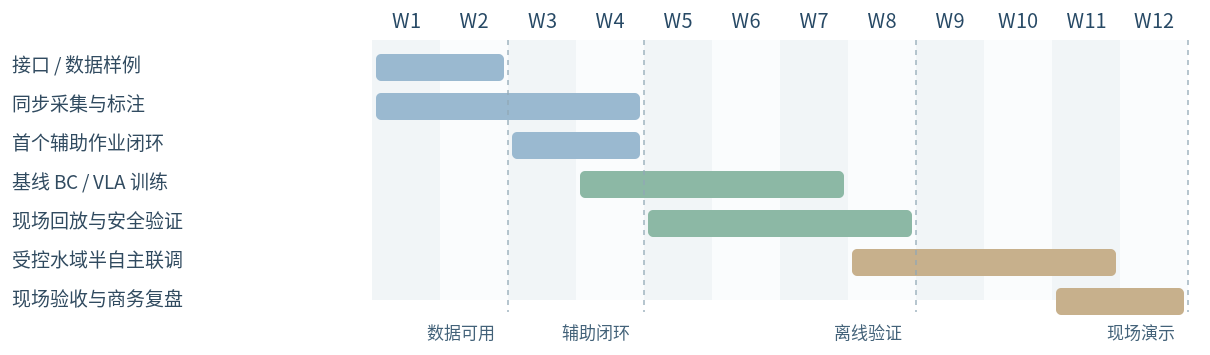 W1 W2 W3 W4 W5 W6 W7 W8 W9 W10 W11 W12
接口 / 数据样例
同步采集与标注
首个辅助作业闭环
基线 BC / VLA 训练
现场回放与安全验证
受控水域半自主联调
现场验收与商务复盘
数据可用 辅助闭环 离线验证 现场演示